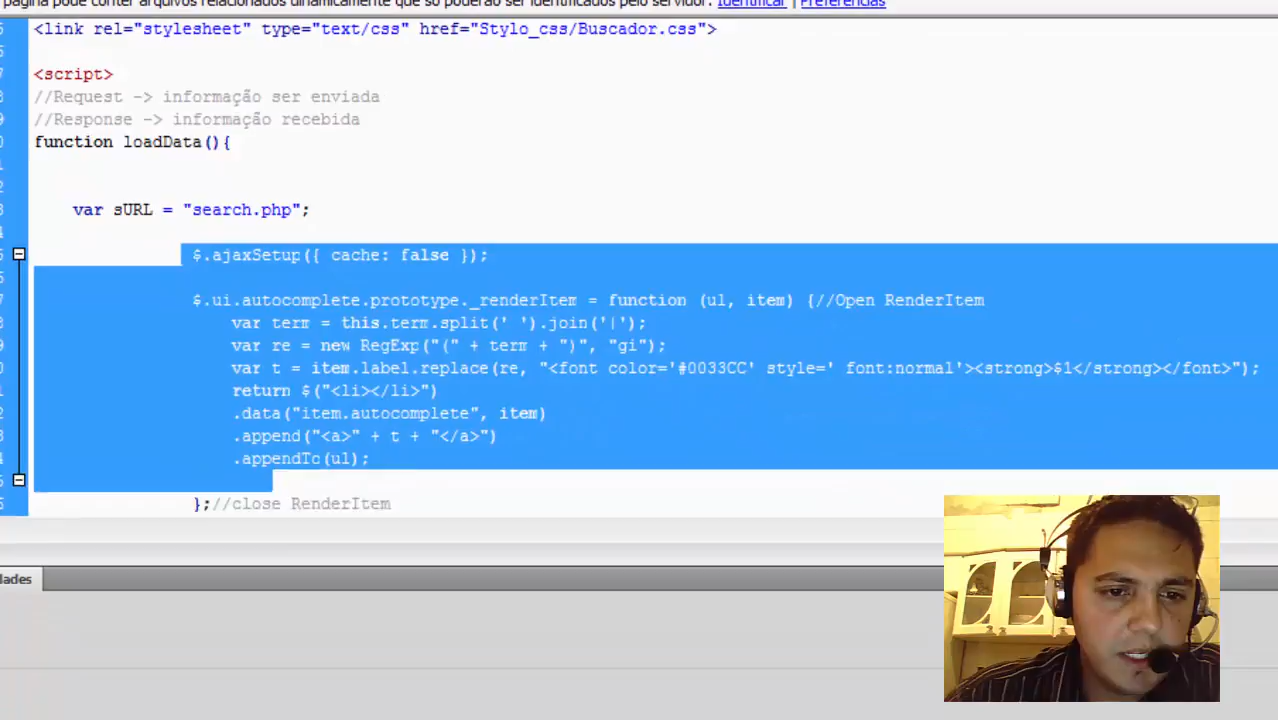 página pode conter arquivos relacionados dinamicamente que só poderão ser identificados pelo servidor. Identificar | Preferências
<link rel="stylesheet" type="text/css" href="Stylo_css/Buscador.css">
<script>
//Request -> informação ser enviada
//Response -> informação recebida
function loadData(){
var sURL = "search.php";
$.ajaxSetup({ cache: false });
$.ui.autocomplete.prototype._renderItem = function (ul, item) {//Open RenderItem
var term = this.term.split(' ').join('|');
var re = new RegExp("(" + term + ")", "gi");
var t = item.label.replace(re, "<font color='#0033CC' style=' font:normal'><strong>$1</strong></font>");
return $("<li></li>")
.data("item.autocomplete", item)
.append("<a>" + t + "</a>")
.appendTo(ul);
};//close RenderItem
dades